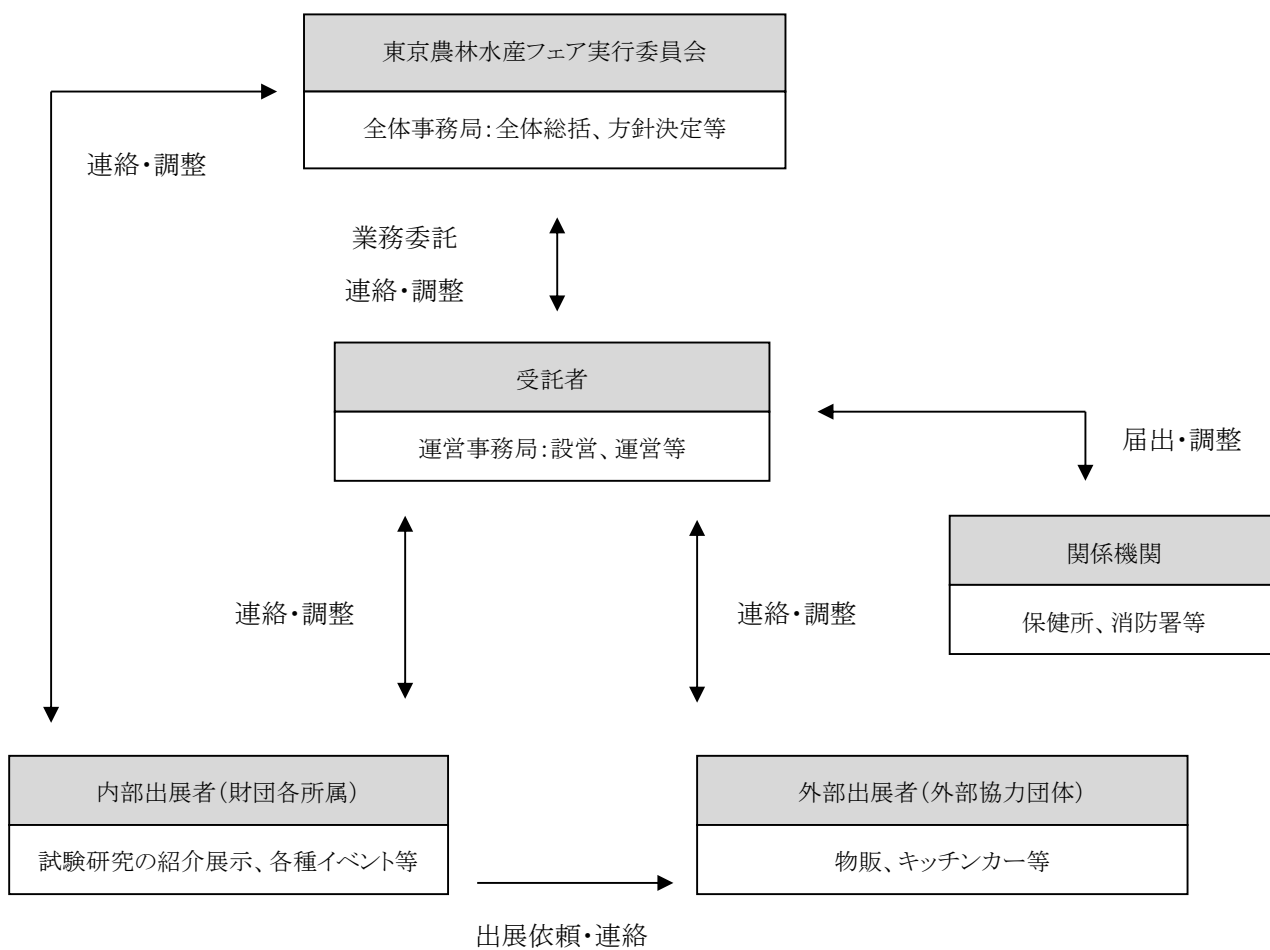 東京農林水産フェア実行委員会
全体事務局:全体総括、方針決定等
連絡・調整
業務委託
連絡・調整
受託者
運営事務局:設営、運営等
届出・調整
関係機関
保健所、消防署等
連絡・調整
連絡・調整
内部出展者(財団各所属)
試験研究の紹介展示、各種イベント等
外部出展者(外部協力団体)
物販、キッチンカー等
出展依頼・連絡